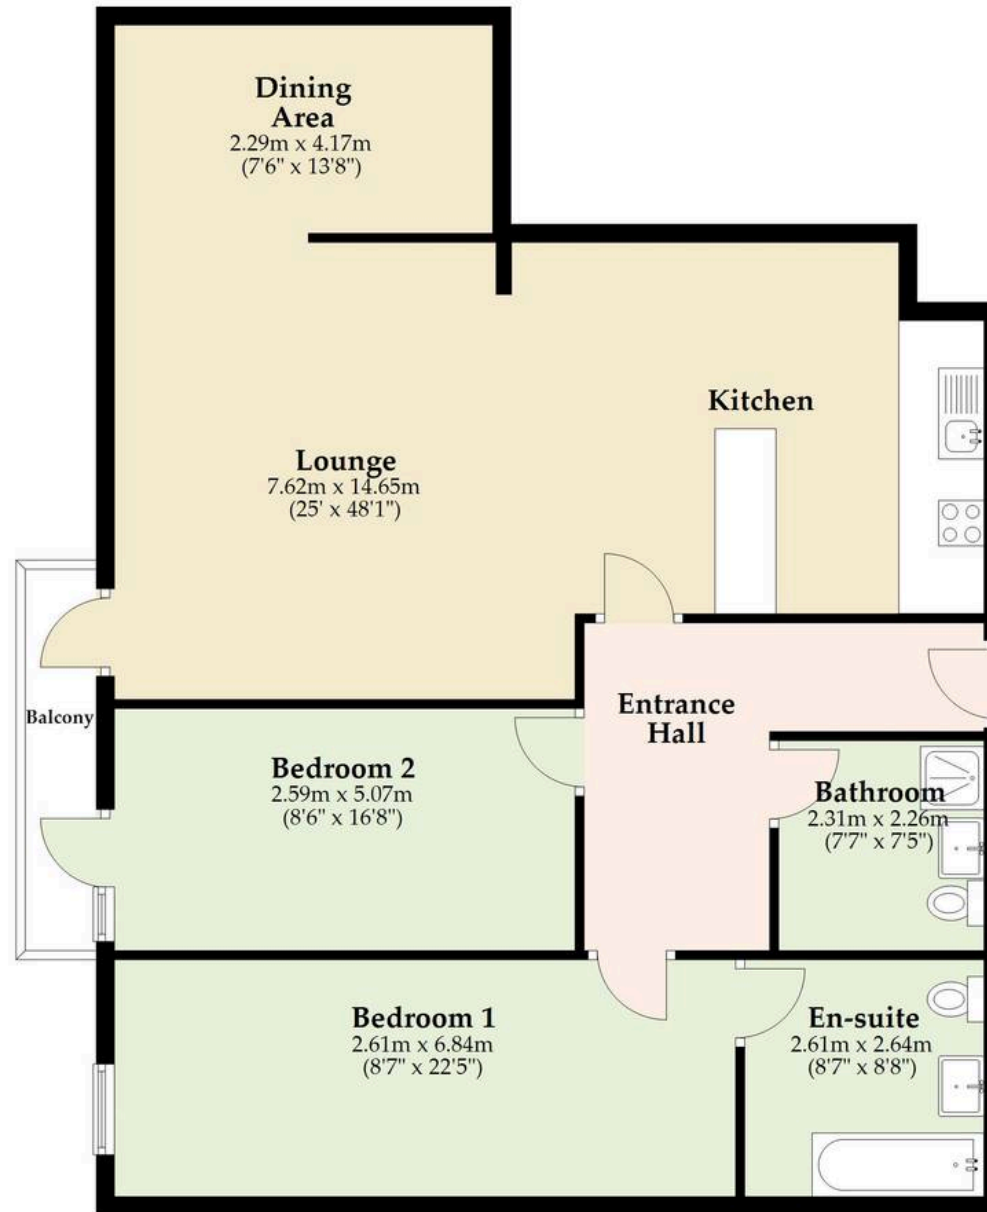 Dining
Area
2.29m x 4.17m
(7'6" x 13'8")
Kitchen
Lounge
7.62m x 14.65m
(25' x 48'1")
Balcony
Entrance
Hall
Bedroom 2
2.59m x 5.07m
(8'6" x 16'8")
Bathroom
2.31m x 2.26m
(7'7" x 7'5")
Bedroom 1
2.61m x 6.84m
(8'7" x 22'5")
En-suite
2.61m x 2.64m
(8'7" x 8'8")